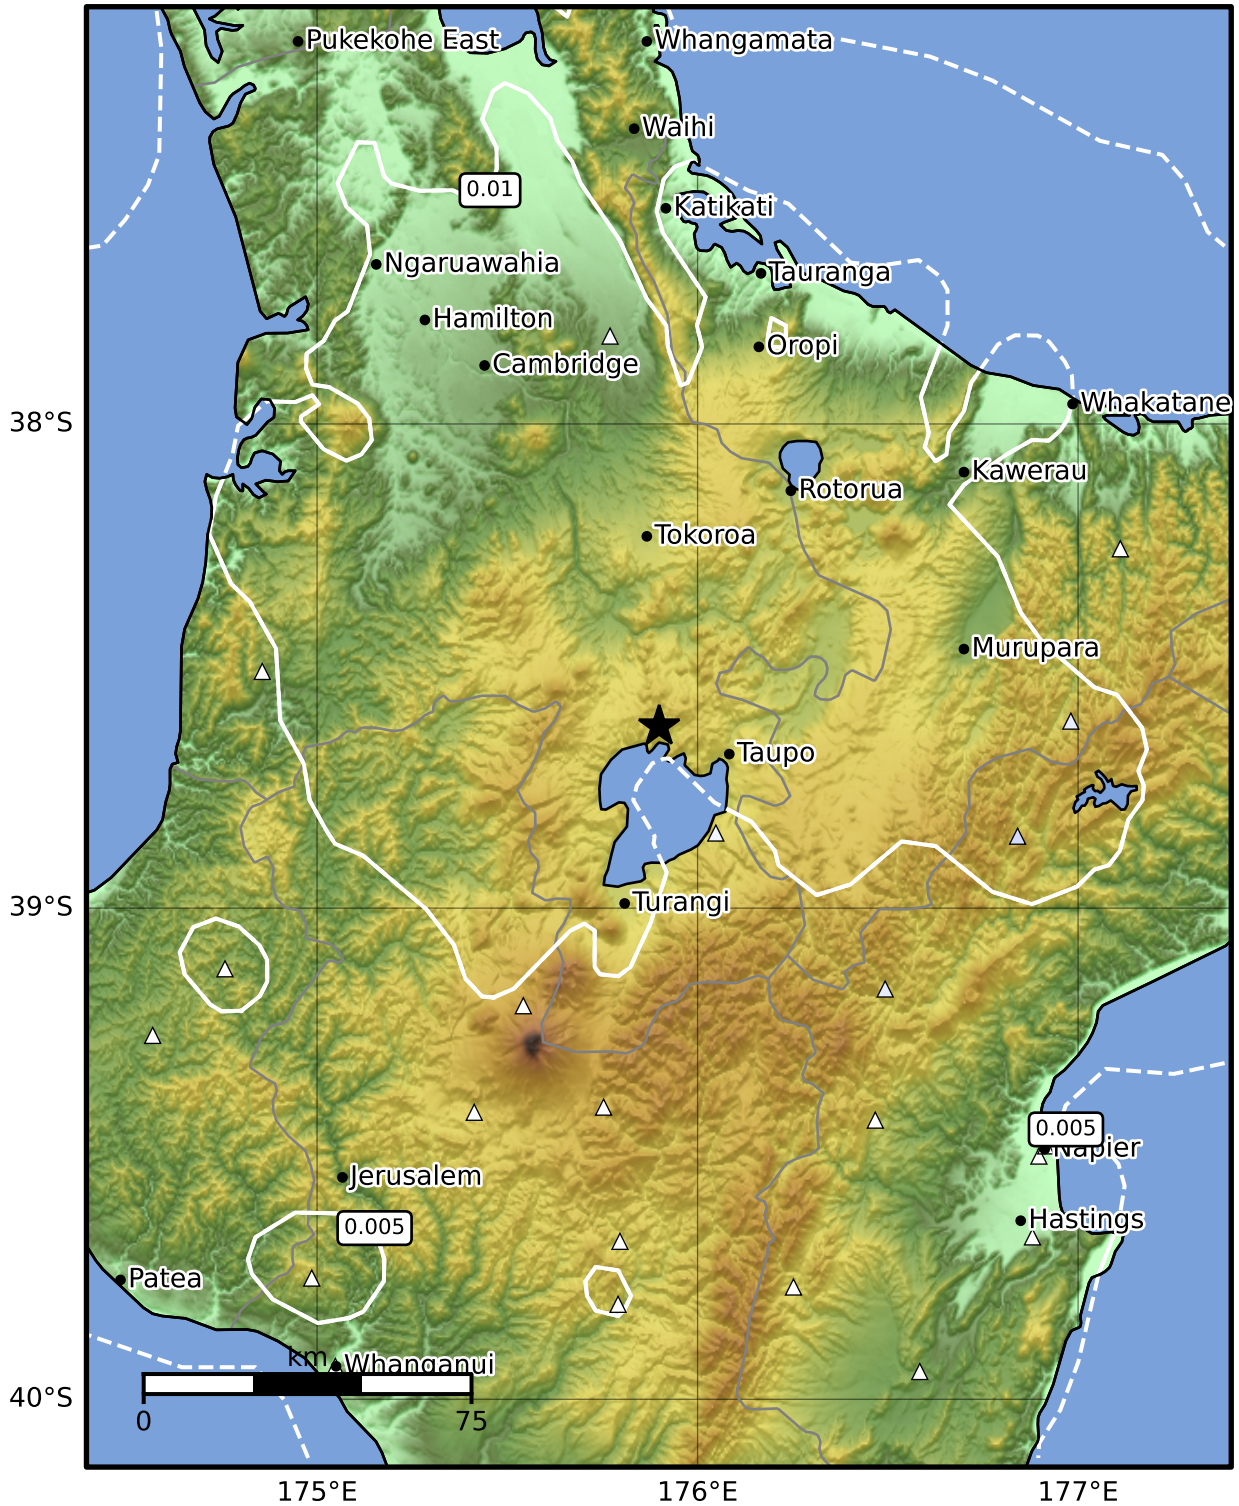 Pukekohe East
Whangamata
Waihi
0.01
Katikati
Ngaruawahia
Tauranga
Hamilton
Oropi
Cambridge
Whakatane
38°S
Kawerau
Rotorua
Tokoroa
Murupara
Taupo
39°S
Turangi
0.005
Napier
Jerusalem
Hastings
0.005
Patea
km
Whanganui
40°S
0
75
175°E
176°E
177°E